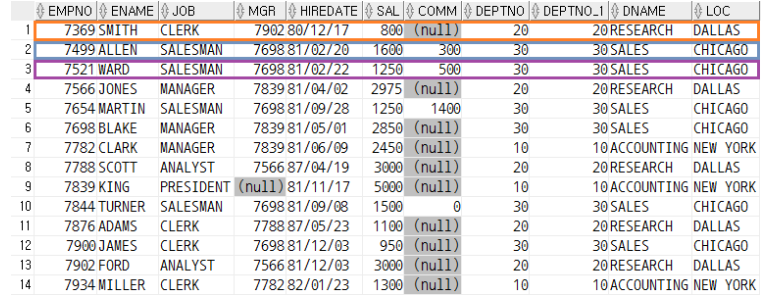 EMPNO ENAME JOB MGR HIREDATE SAL COMM DEPTNO DEPTNO_1 DNAME LOC
1 7369 SMITH CLERK 7902 80/12/17 800 (null) 20 20 RESEARCH DALLAS
2 7499 ALLEN SALESMAN 7698 81/02/20 1600 300 30 30 SALES CHICAGO
3 7521 WARD SALESMAN 7698 81/02/22 1250 500 30 30 SALES CHICAGO
4 7566 JONES MANAGER 7839 81/04/02 2975 (null) 20 20 RESEARCH DALLAS
5 7654 MARTIN SALESMAN 7698 81/09/28 1250 1400 30 30 SALES CHICAGO
6 7698 BLAKE MANAGER 7839 81/05/01 2850 (null) 30 30 SALES CHICAGO
7 7782 CLARK MANAGER 7839 81/06/09 2450 (null) 10 10 ACCOUNTING NEW YORK
8 7788 SCOTT ANALYST 7566 87/04/19 3000 (null) 20 20 RESEARCH DALLAS
9 7839 KING PRESIDENT (null) 81/11/17 5000 (null) 10 10 ACCOUNTING NEW YORK
10 7844 TURNER SALESMAN 7698 81/09/08 1500 0 30 30 SALES CHICAGO
11 7876 ADAMS CLERK 7788 87/05/23 1100 (null) 20 20 RESEARCH DALLAS
12 7900 JAMES CLERK 7698 81/12/03 950 (null) 30 30 SALES CHICAGO
13 7902 FORD ANALYST 7566 81/12/03 3000 (null) 20 20 RESEARCH DALLAS
14 7934 MILLER CLERK 7782 82/01/23 1300 (null) 10 10 ACCOUNTING NEW YORK